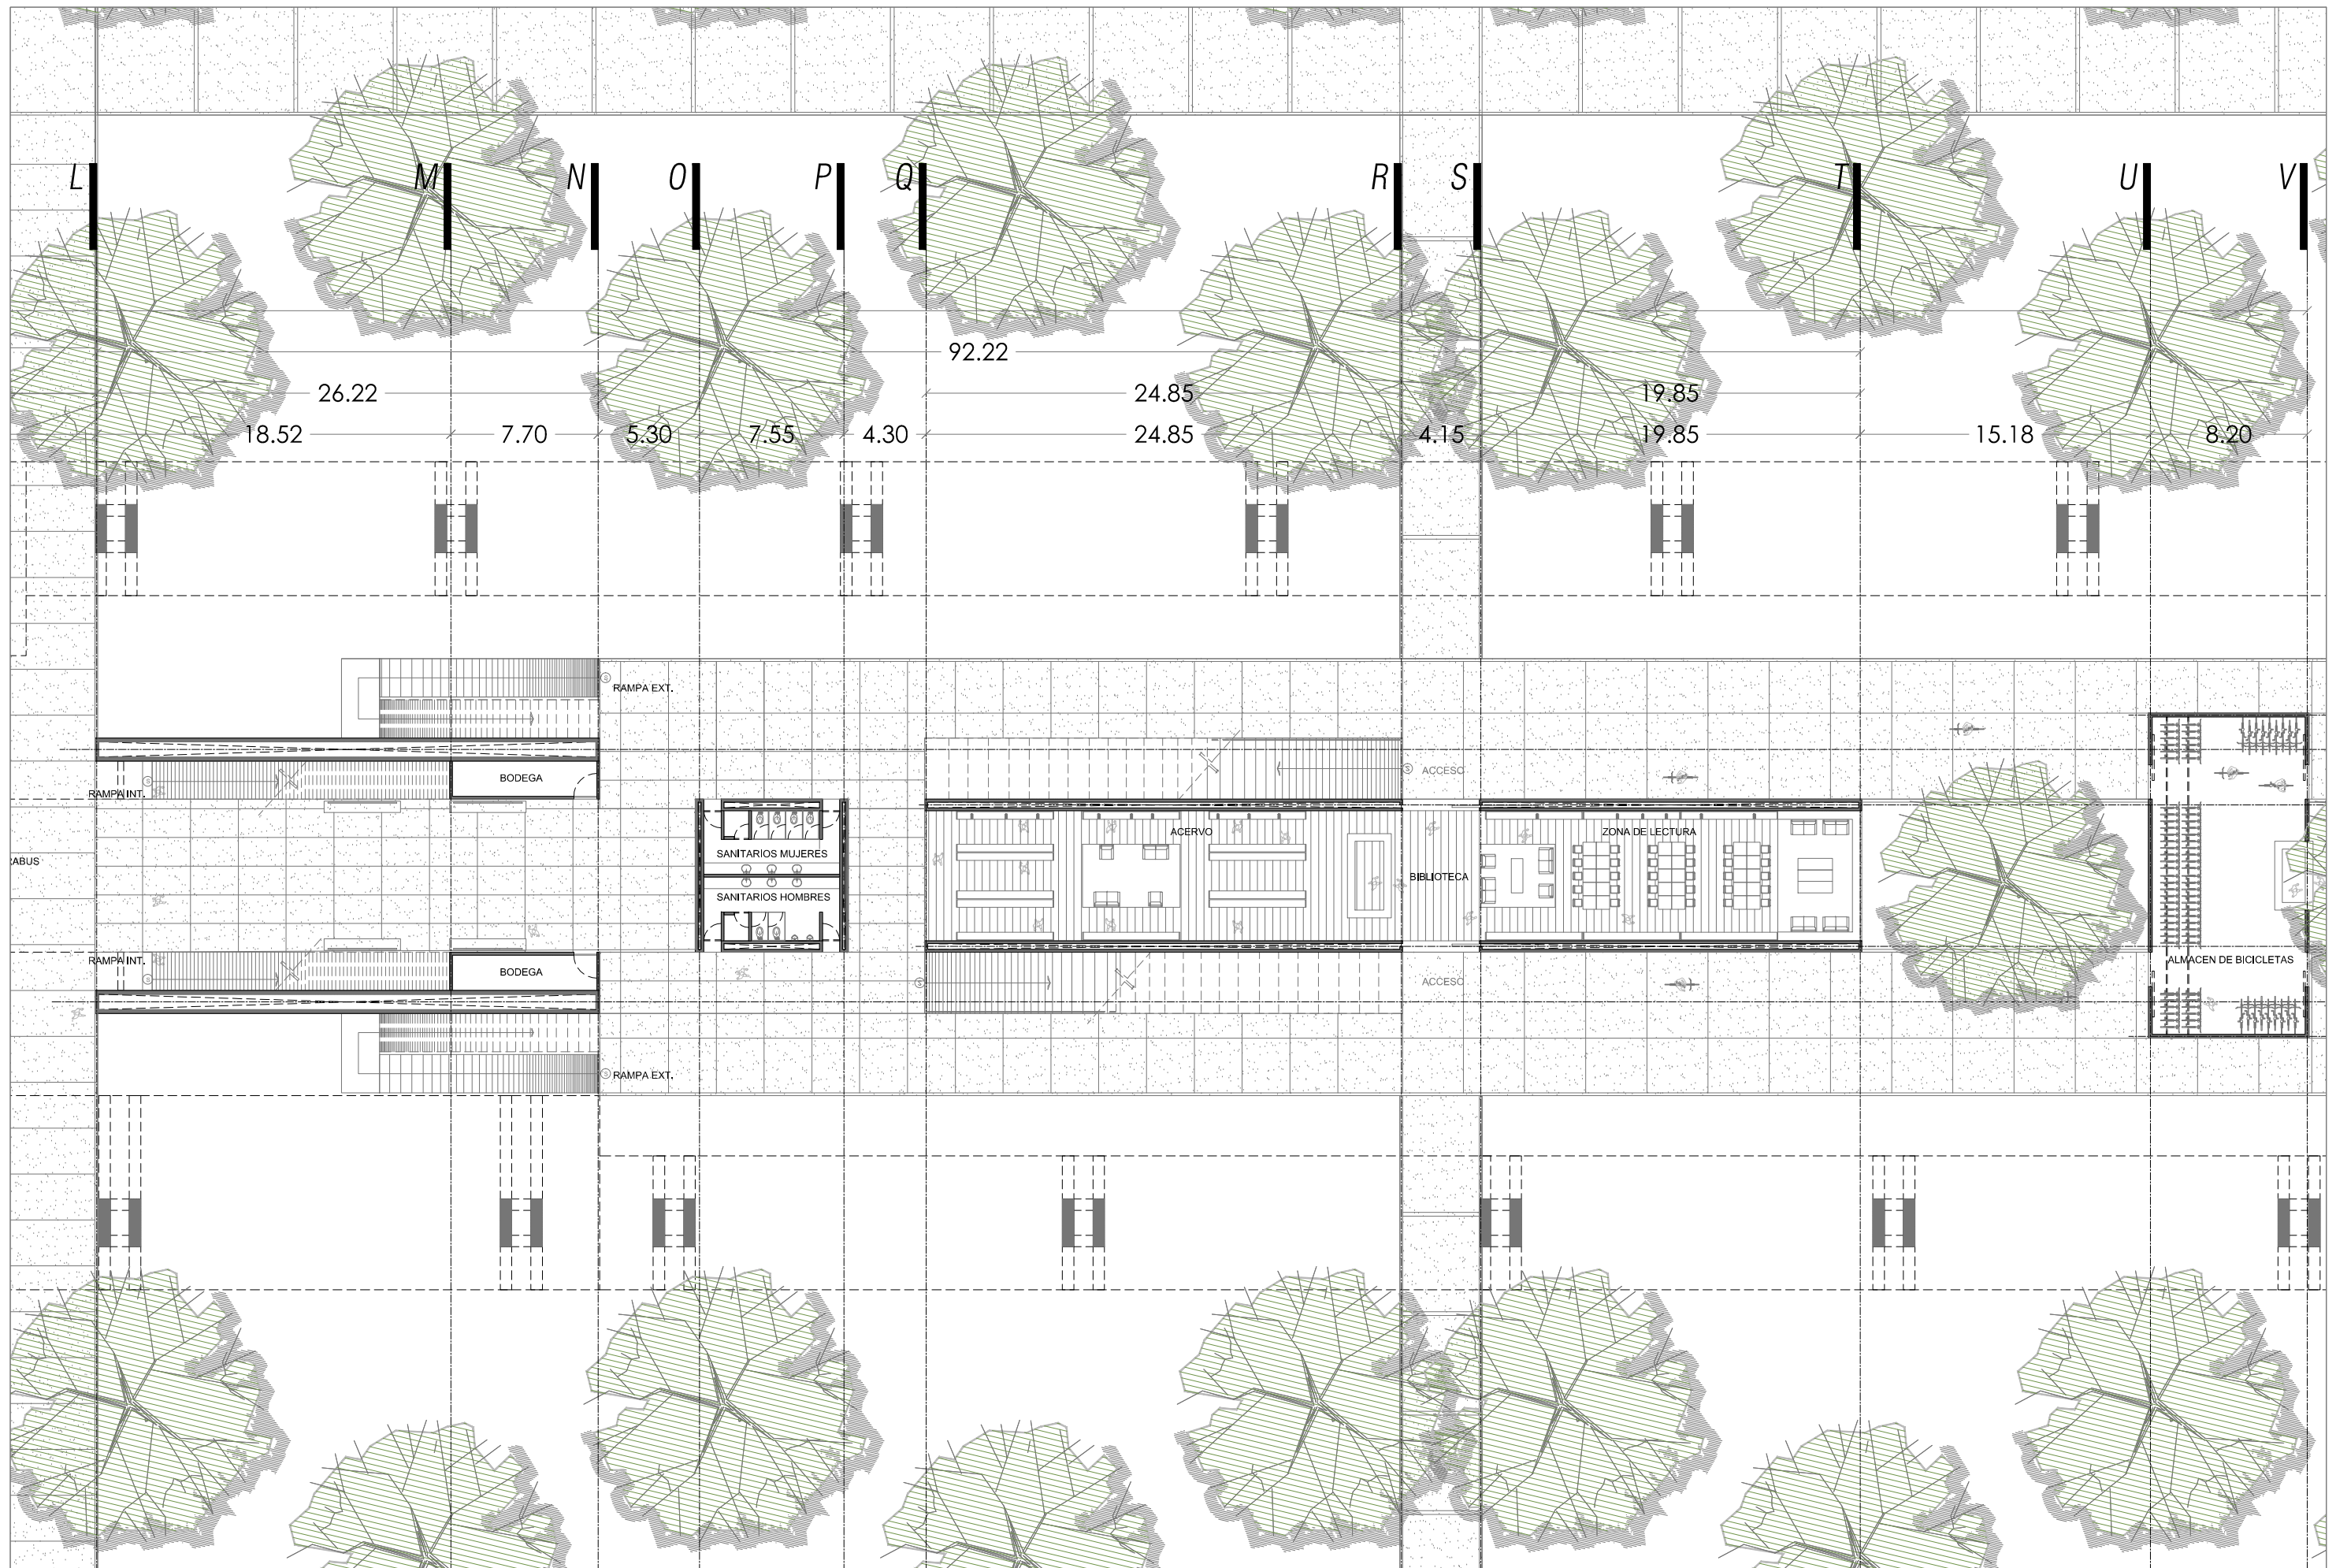 L M N O P Q R S T U V
92.22
26.22 24.85 19.85
18.52 7.70 5.30 7.55 4.30 24.85 4.15 19.85 15.18 8.20
S RAMPA EXT.
S ACCESO
BODEGA
S
RAMPA INT.
ACERVO
ZONA DE LECTURA
SANITARIOS MUJERES
RABUS
BIBLIOTECA
SANITARIOS HOMBRES
RAMPA INT.
ALMACEN DE BICICLETAS
BODEGA
S
S
ACCESO
S RAMPA EXT.